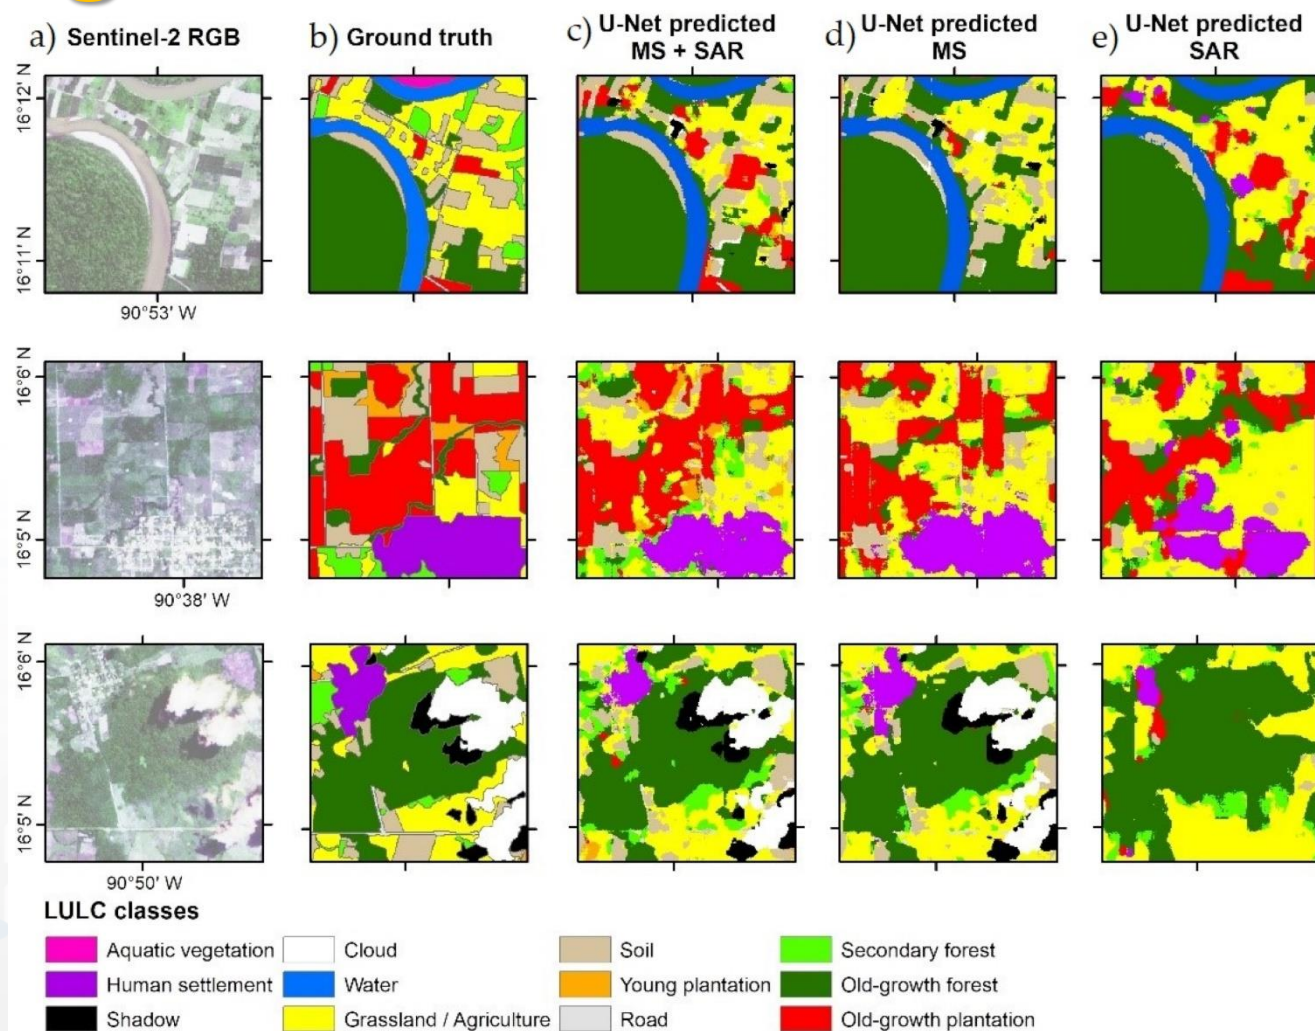 a) Sentinel-2 RGB
b) Ground truth
c) U-Net predicted
MS + SAR
d) U-Net predicted
MS
e) U-Net predicted
SAR
16°12' N
16°11' N
90°53' W
16°6' N
16°5' N
90°38' W
16°6' N
16°5' N
90°50' W
LULC classes
Aquatic vegetation
Cloud
Soil
Secondary forest
Human settlement
Water
Young plantation
Old-growth forest
Shadow
Grassland / Agriculture
Road
Old-growth plantation